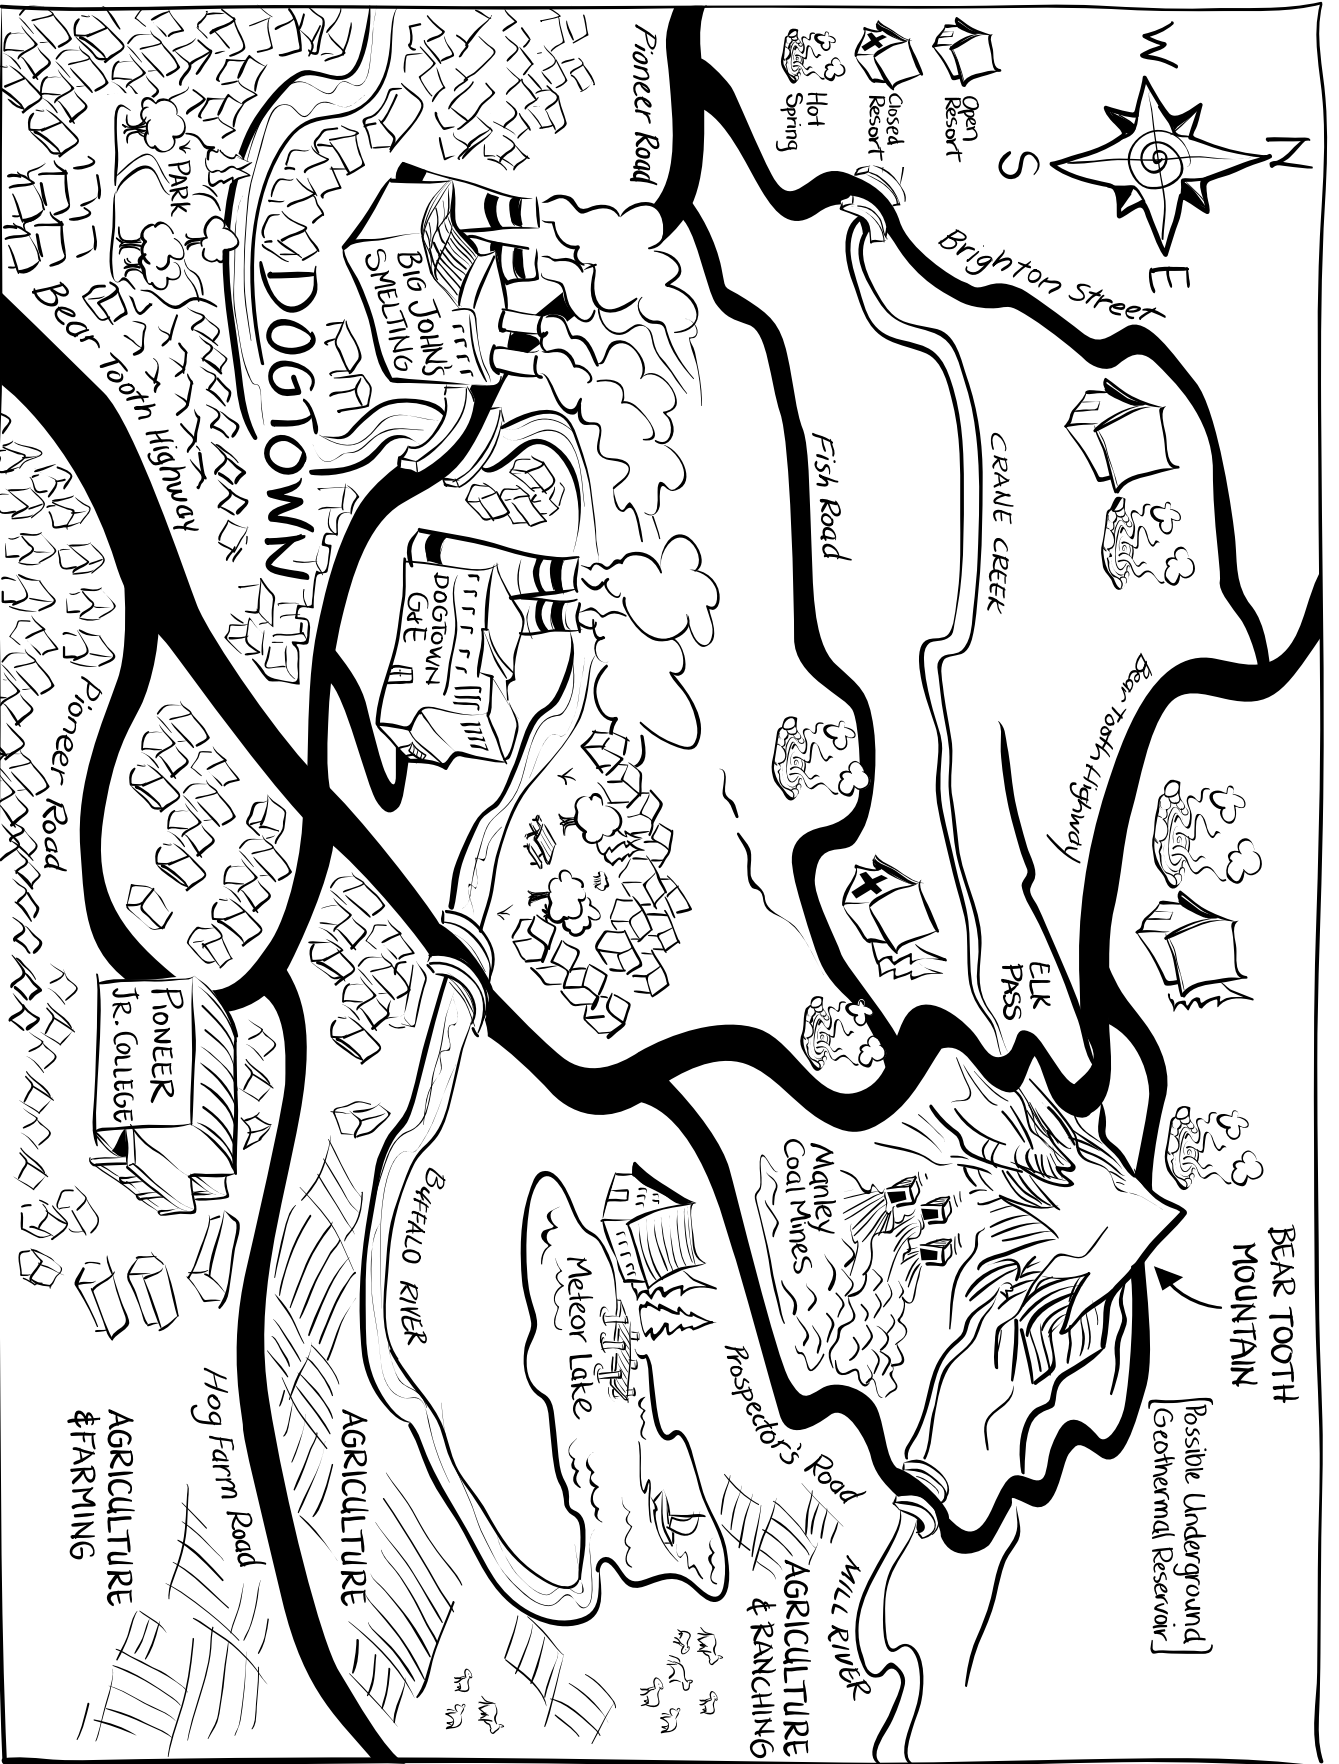 W
N
S
E
Open
Resort
Closed
Resort
Hot
Spring
Pioneer Road
Brighton Street
PARK
BIG JOHN'S
SMELTING
DOGTOWN
Bear Tooth Highway
Fish Road
CRANE CREEK
DOGTOWN
G&E
Bear Tooth Highway
Pioneer Road
ELK
PASS
PIONEER
JR. COLLEGE
BUFFALO RIVER
Manley
Coal Mines
Meteor Lake
BEAR TOOTH
MOUNTAIN
Prospector's Road
[Possible Underground
Geothermal Reservoir]
Hog Farm Road
AGRICULTURE
AGRICULTURE
& FARMING
MILL RIVER
AGRICULTURE
& RANCHING